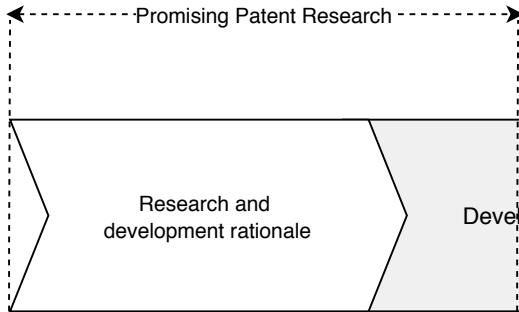 Promising Patent Research
Research and
development rationale